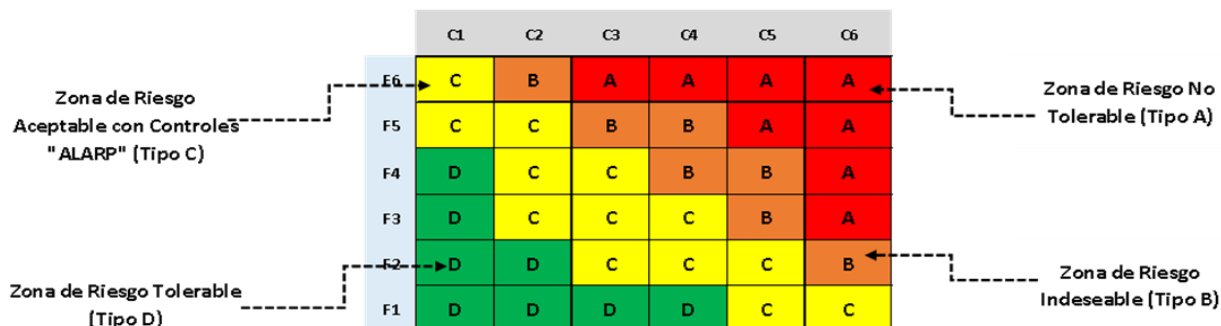 C1 C2 C3 C4 C5 C6
F6 C B A A A A
F5 C C B B A A
F4 D C C B B A
F3 D C C C B A
F2 D D C C C B
F1 D D D D C C
Zona de Riesgo
Aceptable con Controles
"ALARP" (Tipo C)
Zona de Riesgo Tolerable
(Tipo D)
Zona de Riesgo No
Tolerable (Tipo A)
Zona de Riesgo
Indeseable (Tipo B)